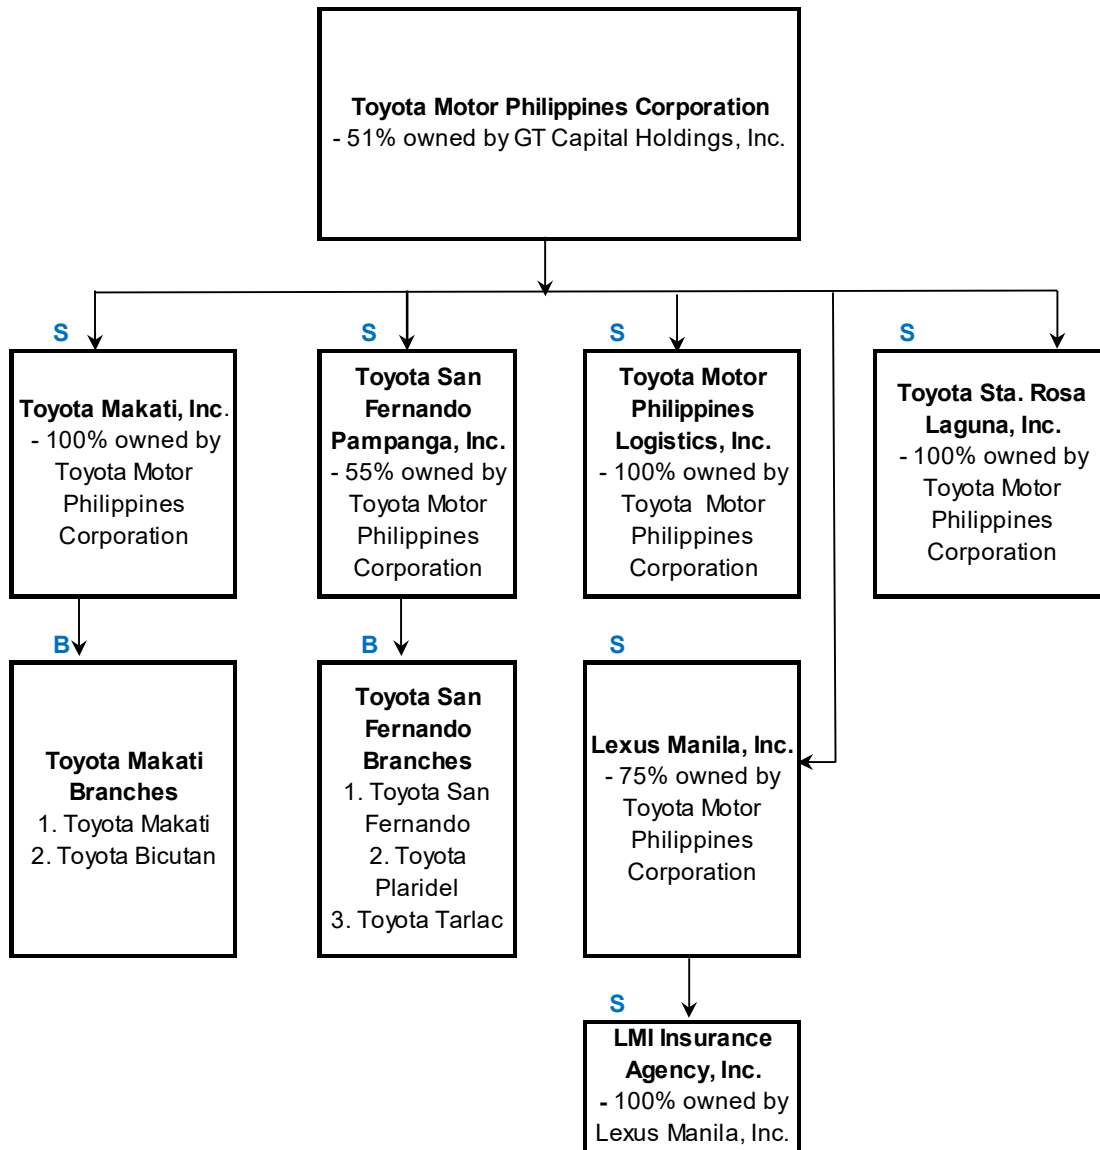 Toyota Motor Philippines Corporation
- 51% owned by GT Capital Holdings, Inc.
S
Toyota Makati, Inc.
- 100% owned by
Toyota Motor
Philippines
Corporation
S
Toyota San
Fernando
Pampanga, Inc.
- 55% owned by
Toyota Motor
Philippines
Corporation
S
Toyota Motor
Philippines
Logistics, Inc.
- 100% owned by
Toyota Motor
Philippines
Corporation
S
Toyota Sta. Rosa
Laguna, Inc.
- 100% owned by
Toyota Motor
Philippines
Corporation
B
Toyota Makati
Branches
1. Toyota Makati
2. Toyota Bicutan
B
Toyota San
Fernando
Branches
1. Toyota San
Fernando
2. Toyota
Plaridel
3. Toyota Tarlac
S
Lexus Manila, Inc.
- 75% owned by
Toyota Motor
Philippines
Corporation
S
LMI Insurance
Agency, Inc.
- 100% owned by
Lexus Manila, Inc.